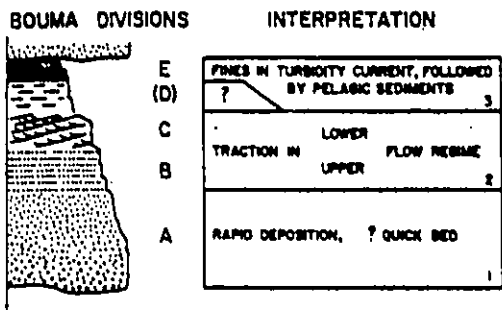 BOUMA DIVISIONS INTERPRETATION
E
(D)
C
B
A
FINES IN TURBIDITY CURRENT, FOLLOWED
? BY PELAGIC SEDIMENTS
3
LOWER
TRACTION IN FLOW REGIME
UPPER
2
RAPID DEPOSITION, ? QUICK BED
1